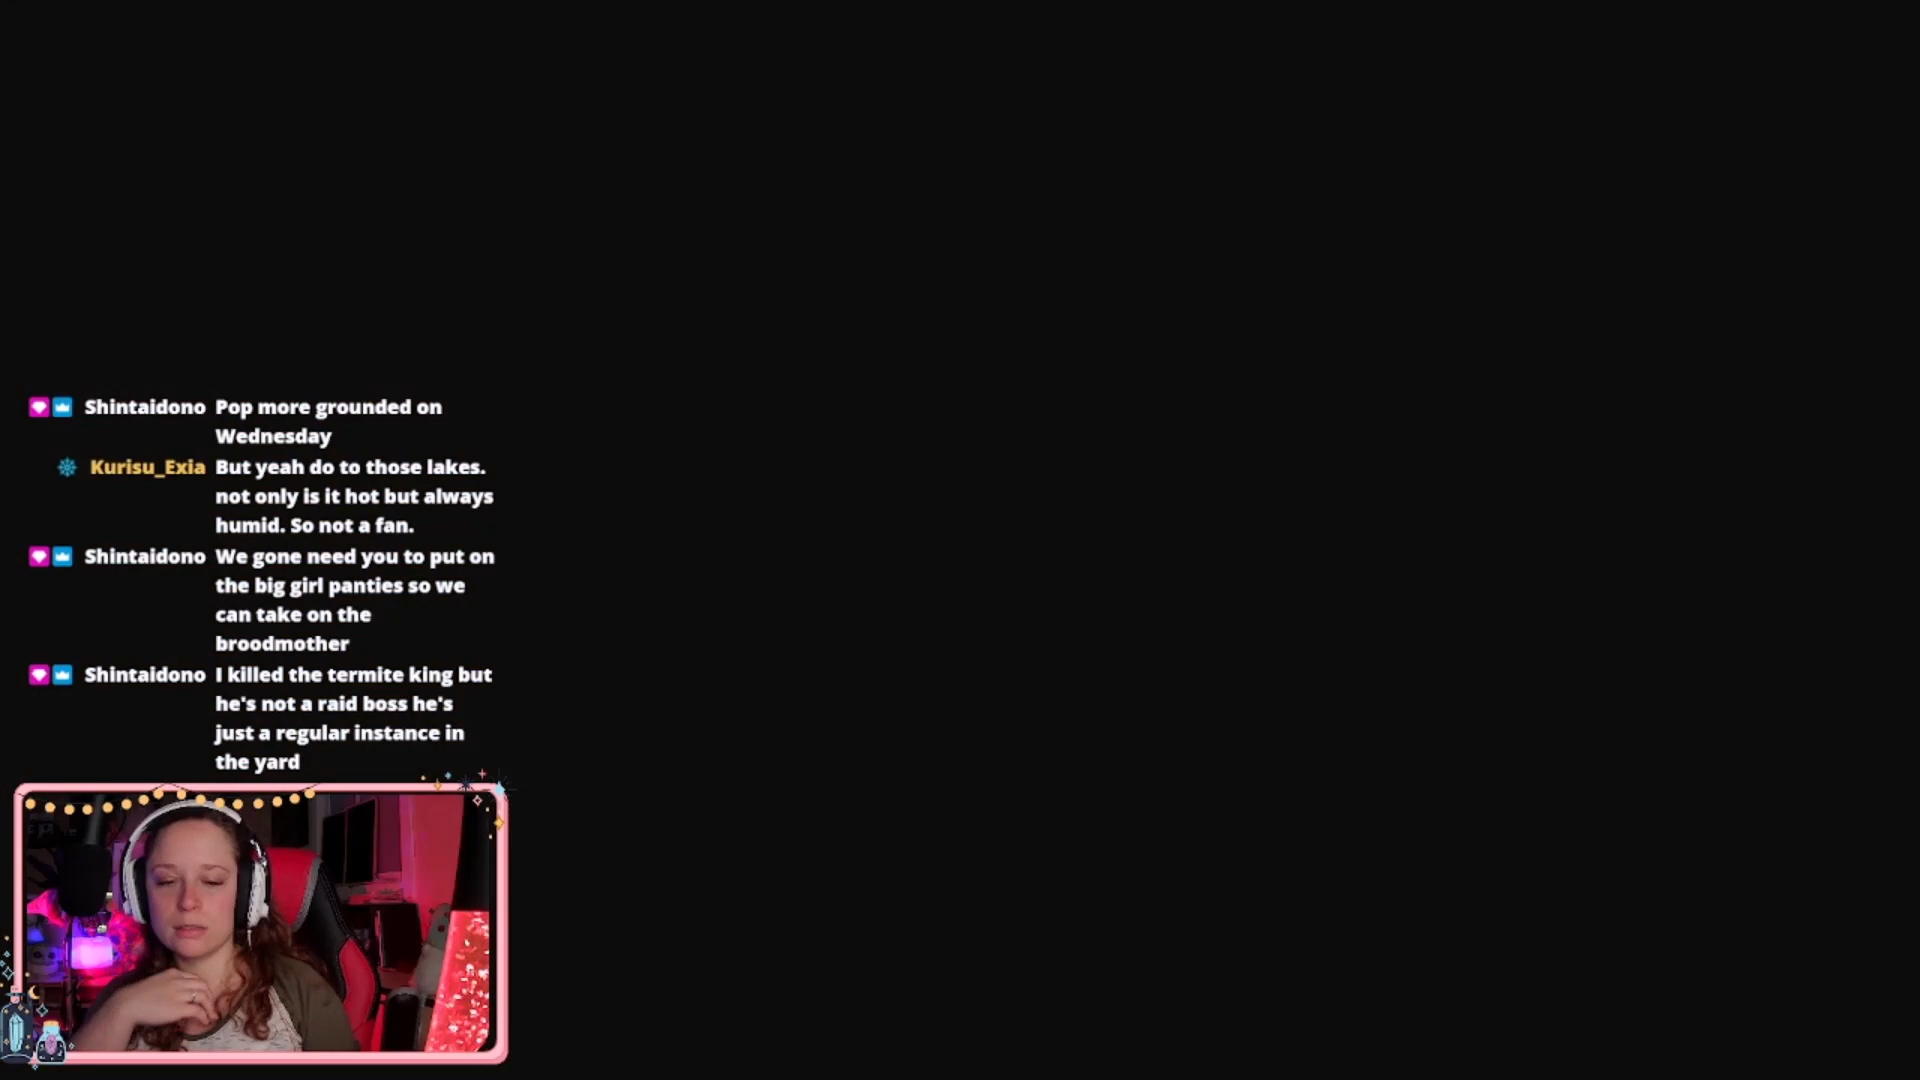 Shintaidono Pop more grounded on
Wednesday
Kurisu_Exia But yeah do to those lakes.
not only is it hot but always
humid. So not a fan.
Shintaidono We gone need you to put on
the big girl panties so we
can take on the
broodmother
Shintaidono I killed the termite king but
he's not a raid boss he's
just a regular instance in
the yard